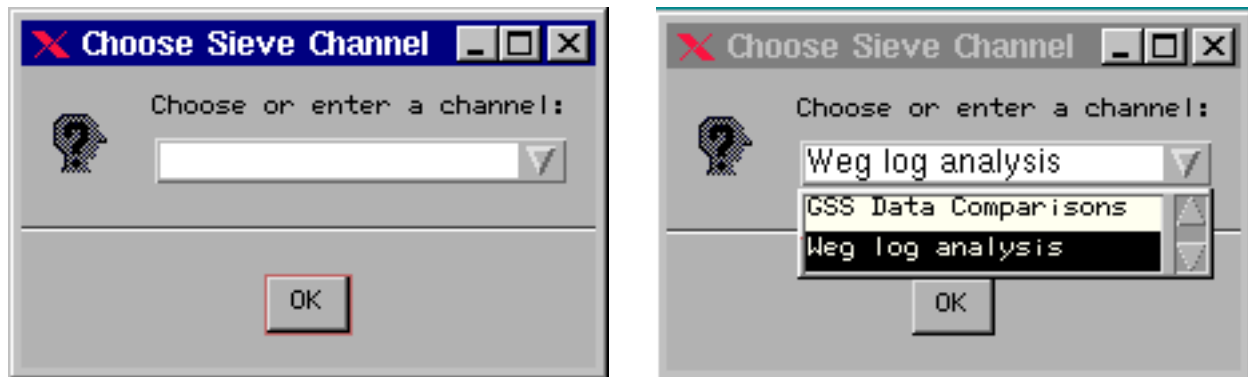 Choose Sieve Channel
Choose or enter a channel:
OK
Choose Sieve Channel
Choose or enter a channel:
Weg log analysis
GSS Data Comparisons
Weg log analysis
OK